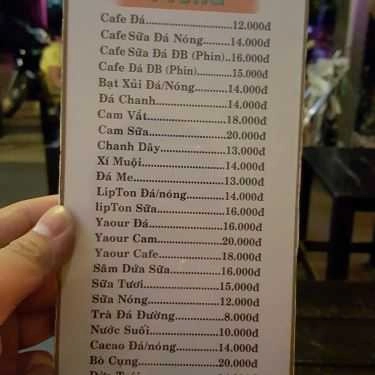 Cafe Đá 12.000đ
Cafe Sữa Đá Nóng 14.000đ
Cafe Sữa Đá ĐB (Phin) 16.000đ
Cafe Đá ĐB (Phin) 15.000đ
Bạt Xỉu Đá/Nóng 14.000đ
Đá Chanh 14.000đ
Cam Vắt 18.000đ
Cam Sữa 20.000đ
Chanh Dây 13.000đ
Xí Muội 14.000đ
Đá Me 13.000đ
LipTon Đá/nóng 14.000đ
lipTon Sữa 16.000đ
Yaour Đá 16.000đ
Yaour Cam 20.000đ
Yaour Cafe 18.000đ
Sâm Dứa Sữa 16.000đ
Sữa Tươi 15.000đ
Sữa Nóng 12.000đ
Trà Đá Đường 8.000đ
Nước Suối 10.000đ
Cacao Đá/nóng 14.000đ
Bò Cụng 20.000đ